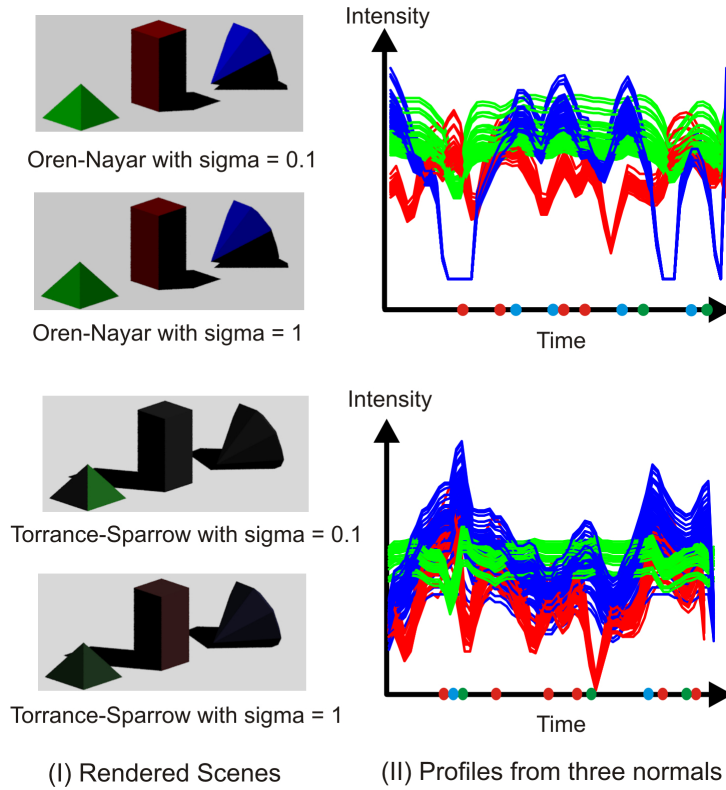 Intensity
Oren-Nayar with sigma = 0.1
Oren-Nayar with sigma = 1
Time
Intensity
Torrance-Sparrow with sigma = 0.1
Torrance-Sparrow with sigma = 1
Time
(I) Rendered Scenes
(II) Profiles from three normals